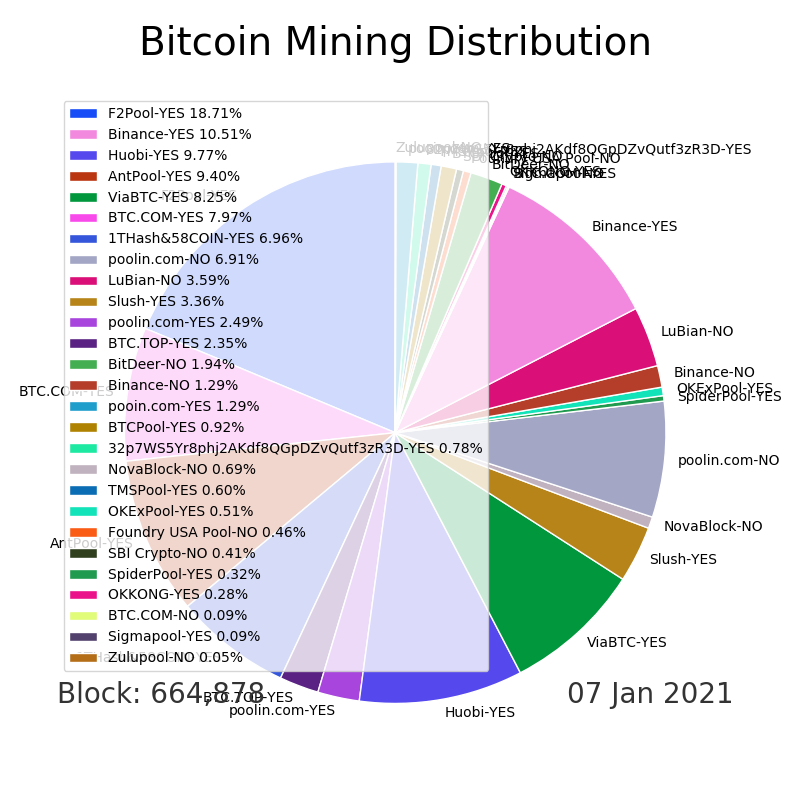 Bitcoin Mining Distribution
F2Pool-YES 18.71%
Binance-YES 10.51%
Huobi-YES 9.77%
AntPool-YES 9.40%
ViaBTC-YES 8.25%
BTC.COM-YES 7.97%
1THash&58COIN-YES 6.96%
poolin.com-NO 6.91%
LuBian-NO 3.59%
Slush-YES 3.36%
poolin.com-YES 2.49%
BTC.TOP-YES 2.35%
BitDeer-NO 1.94%
Binance-NO 1.29%
pooin.com-YES 1.29%
BTCPool-YES 0.92%
32p7WS5Yr8phj2AKdf8QGpDZvQutf3zR3D-YES 0.78%
NovaBlock-NO 0.69%
TMSPool-YES 0.60%
OKExPool-YES 0.51%
Foundry USA Pool-NO 0.46%
SBI Crypto-NO 0.41%
SpiderPool-YES 0.32%
OKKONG-YES 0.28%
BTC.COM-NO 0.09%
Sigmapool-YES 0.09%
Zulupool-NO 0.05%
BitDeer-NO
Binance-YES
LuBian-NO
Binance-NO
OKExPool-YES
SpiderPool-YES
poolin.com-NO
NovaBlock-NO
Slush-YES
ViaBTC-YES
Huobi-YES
poolin.com-YES
BTC.TOP-YES
AntPool-YES
BTC.COM-YES
Block: 664,878
07 Jan 2021